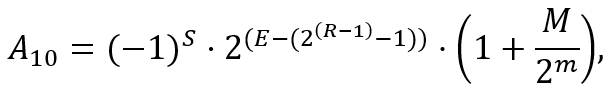 A₁₀ = (−1)^S · 2^(E−(2^(R−1)−1)) · (1 + M/2^m),